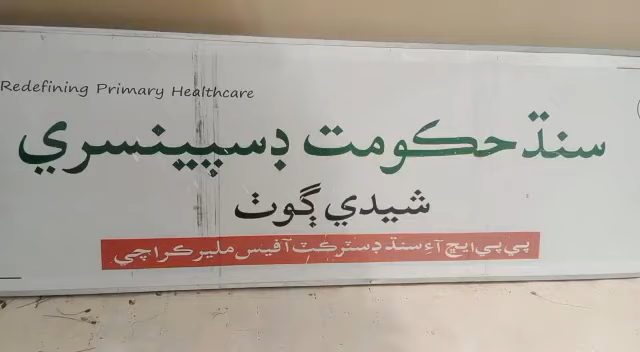 Redefining Primary Healthcare
سنڌ حڪومت ڊسپينسري
شيدي ڳوٺ
پي پي ايڇ آءِ سنڌ ڊسٽرڪٽ آفيس ملير ڪراچي